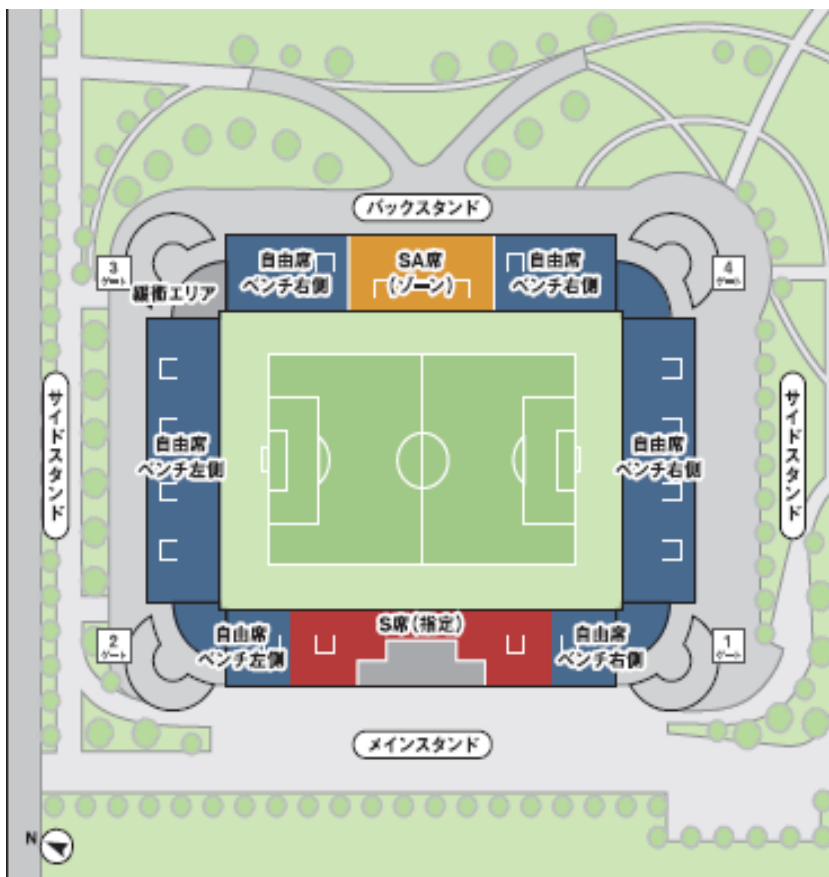 バックスタンド
自由席
ベンチ右側
SA席
(ゾーン)
自由席
ベンチ右側
3
ゲート
緩衝エリア
4
ゲート
サイドスタンド
自由席
ベンチ左側
自由席
ベンチ右側
サイドスタンド
2
ゲート
自由席
ベンチ左側
S席(指定)
自由席
ベンチ右側
1
ゲート
メインスタンド
N